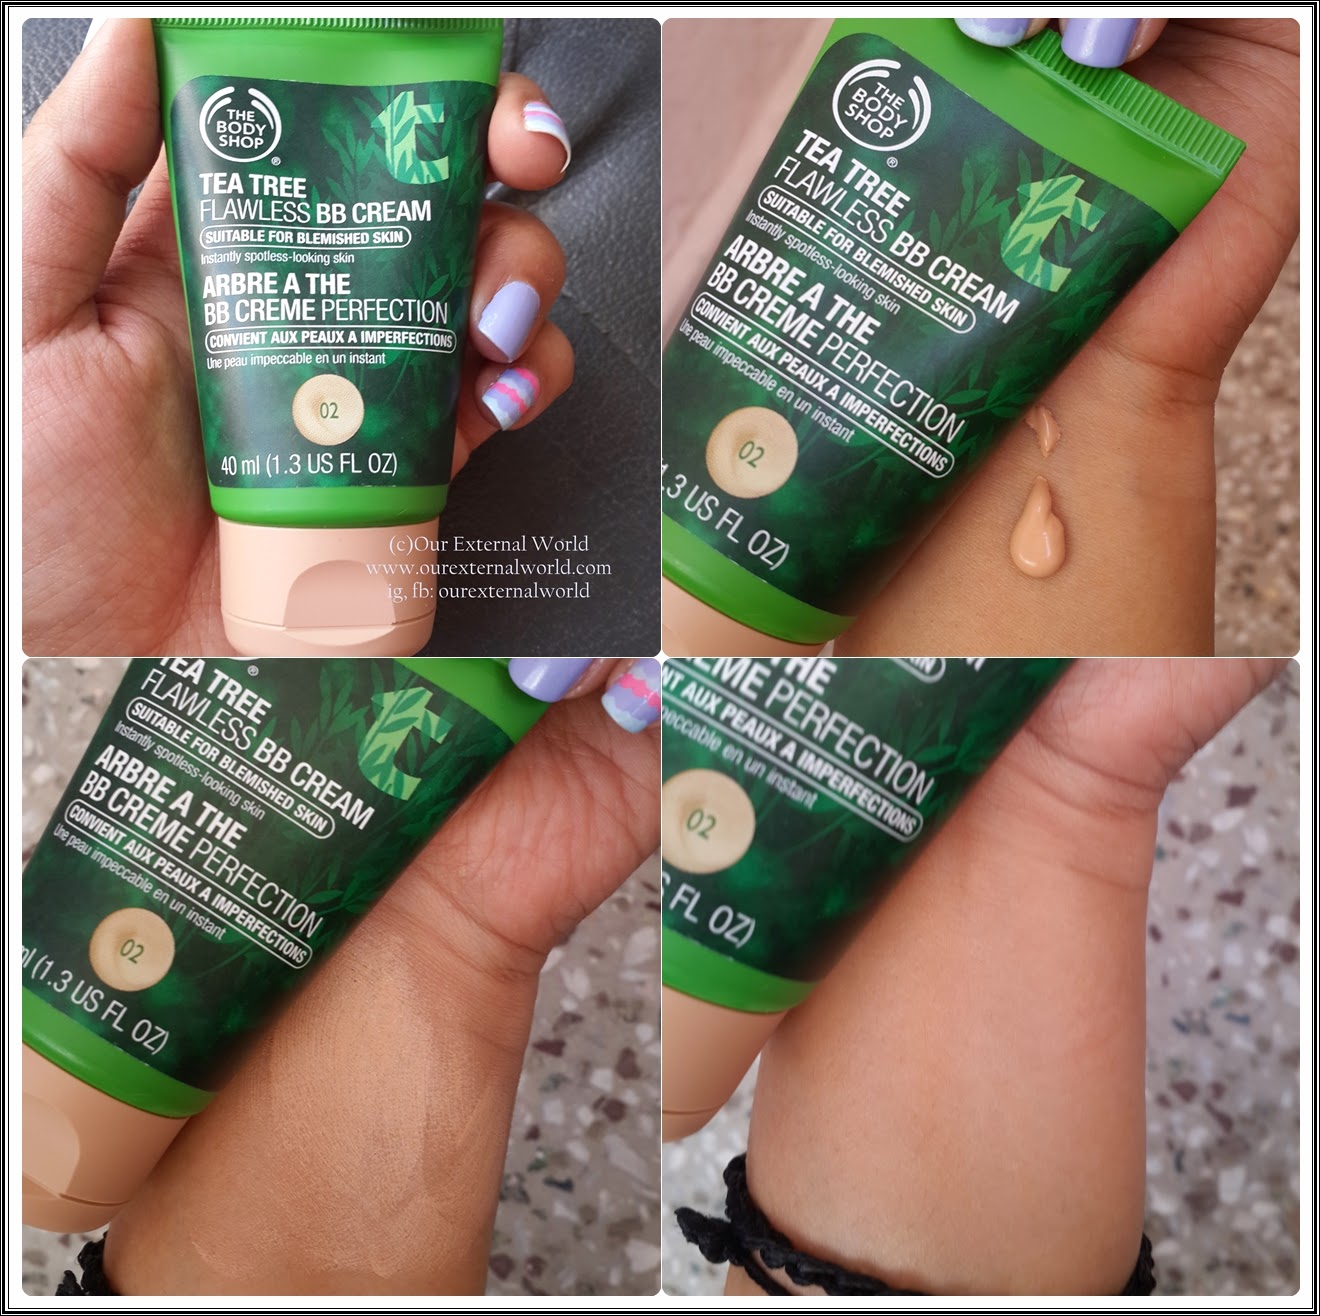 THE
BODY
SHOP
®
t
TEA TREE
FLAWLESS BB CREAM
SUITABLE FOR BLEMISHED SKIN
Instantly spotless-looking skin
ARBRE A THE
BB CREME PERFECTION
CONVIENT AUX PEAUX A IMPERFECTIONS
Une peau impeccable en un instant
02
40 ml (1.3 US FL OZ)
(c)Our External World
www.ourexternalworld.com
ig, fb: ourexternalworld
THE
BODY
SHOP
®
t
TEA TREE
FLAWLESS BB CREAM
SUITABLE FOR BLEMISHED SKIN
Instantly spotless-looking skin
ARBRE A THE
BB CREME PERFECTION
CONVIENT AUX PEAUX A IMPERFECTIONS
Une peau impeccable en un instant
02
1.3 US FL OZ)
®
t
TEA TREE
FLAWLESS BB CREAM
SUITABLE FOR BLEMISHED SKIN
Instantly spotless-looking skin
ARBRE A THE
BB CREME PERFECTION
CONVIENT AUX PEAUX A IMPERFECTIONS
Une peau impeccable en un instant
02
ml (1.3 US FL OZ)
THE
EME PERFECTION
NT AUX PEAUX A IMPERFECTIONS
peccable en un instant
02
S FL OZ)